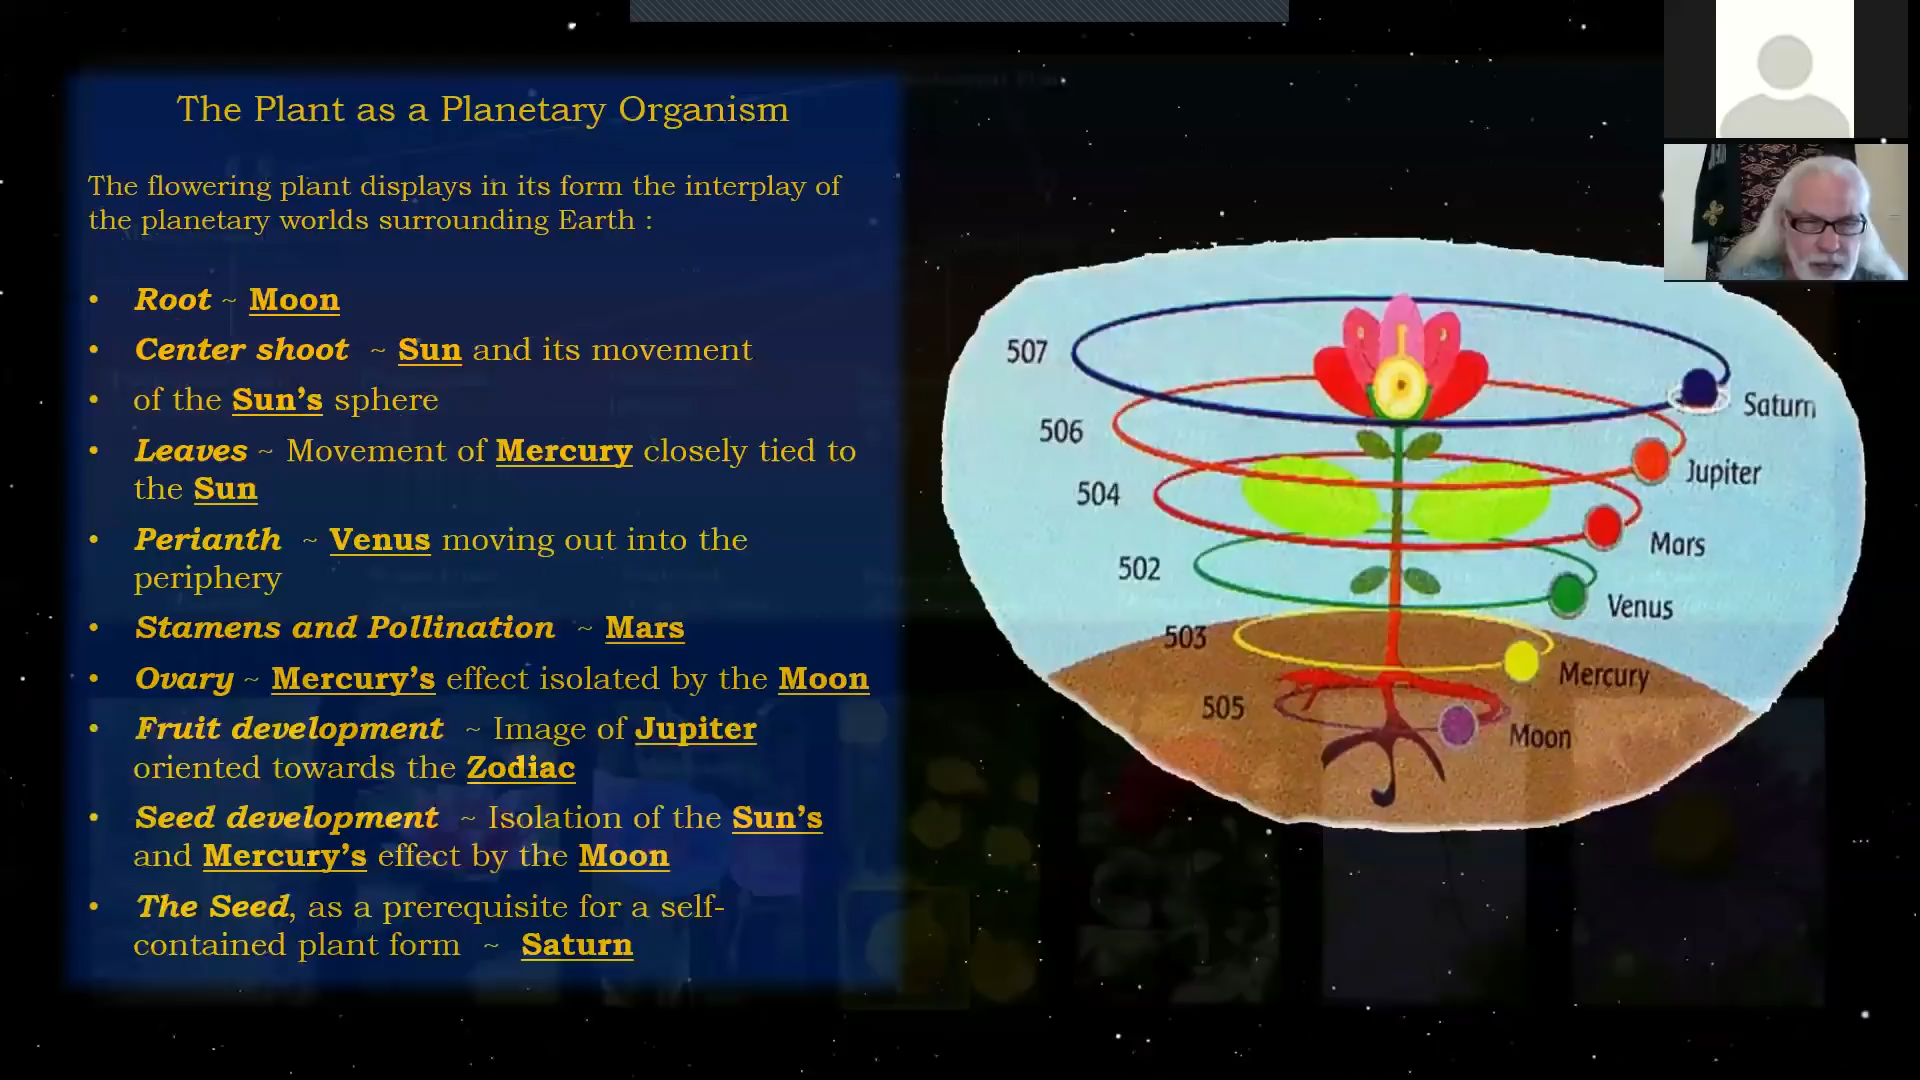 The Plant as a Planetary Organism
The flowering plant displays in its form the interplay of
the planetary worlds surrounding Earth :
• Root ~ Moon
• Center shoot ~ Sun and its movement
• of the Sun’s sphere
• Leaves ~ Movement of Mercury closely tied to
the Sun
• Perianth ~ Venus moving out into the
periphery
• Stamens and Pollination ~ Mars
• Ovary ~ Mercury’s effect isolated by the Moon
• Fruit development ~ Image of Jupiter
oriented towards the Zodiac
• Seed development ~ Isolation of the Sun’s
and Mercury’s effect by the Moon
• The Seed, as a prerequisite for a self-
contained plant form ~ Saturn
507
Saturn
506
Jupiter
504
Mars
502
Venus
503
Mercury
505
Moon